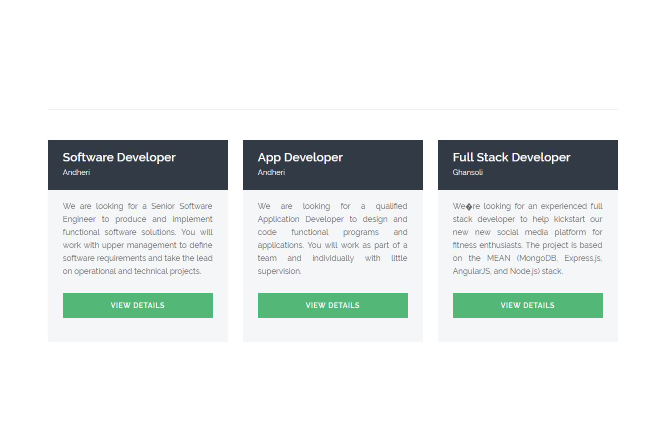 Software Developer
Andheri
We are looking for a Senior Software
Engineer to produce and implement
functional software solutions. You will
work with upper management to define
software requirements and take the lead
on operational and technical projects.
VIEW DETAILS
App Developer
Andheri
We are looking for a qualified
Application Developer to design and
code functional programs and
applications. You will work as part of a
team and individually with little
supervision.
VIEW DETAILS
Full Stack Developer
Ghansoli
We�re looking for an experienced full
stack developer to help kickstart our
new new social media platform for
fitness enthusiasts. The project is based
on the MEAN (MongoDB, Express.js,
AngularJS, and Node.js) stack.
VIEW DETAILS